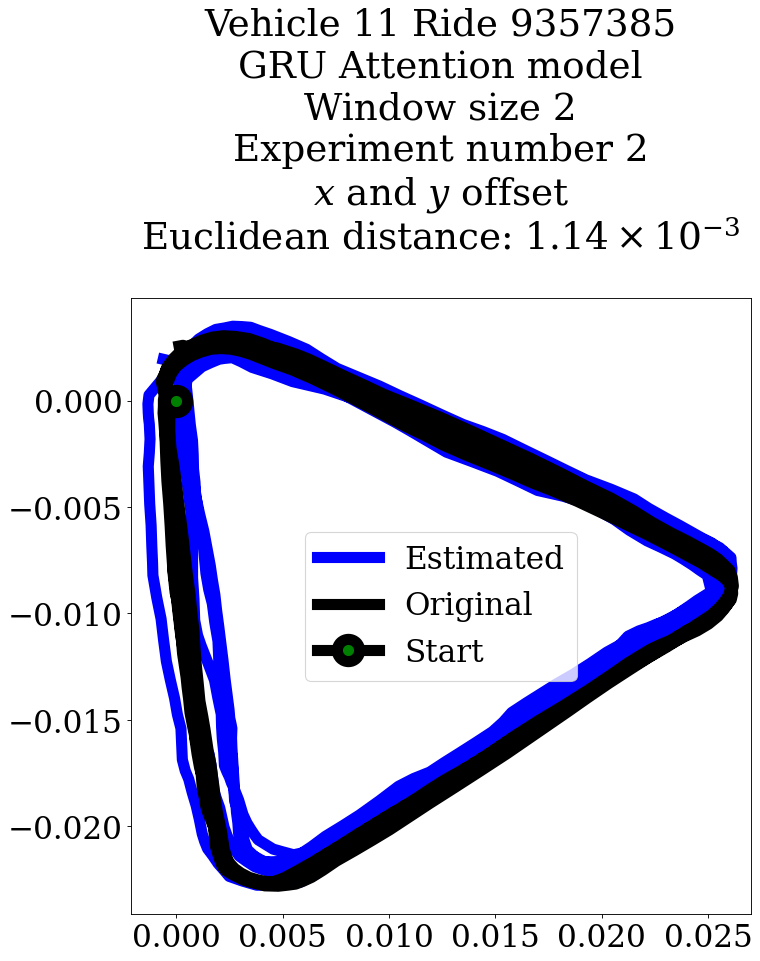 Vehicle 11 Ride 9357385
GRU Attention model
Window size 2
Experiment number 2
x and y offset
Euclidean distance: 1.14 × 10⁻³
0.000
−0.005
−0.010
−0.015
−0.020
Estimated
Original
Start
0.000 0.005 0.010 0.015 0.020 0.025